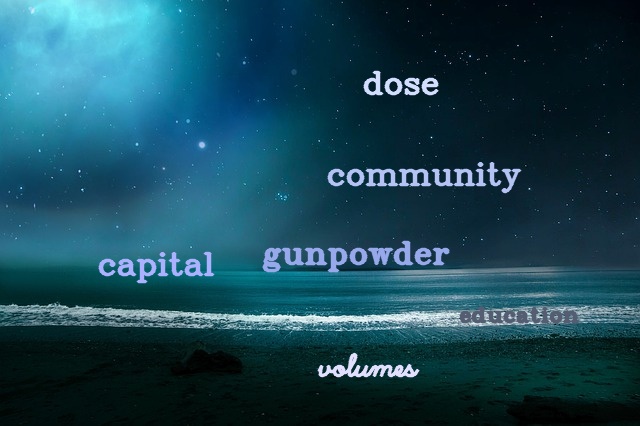 dose
community
gunpowder
capital
education
volumes